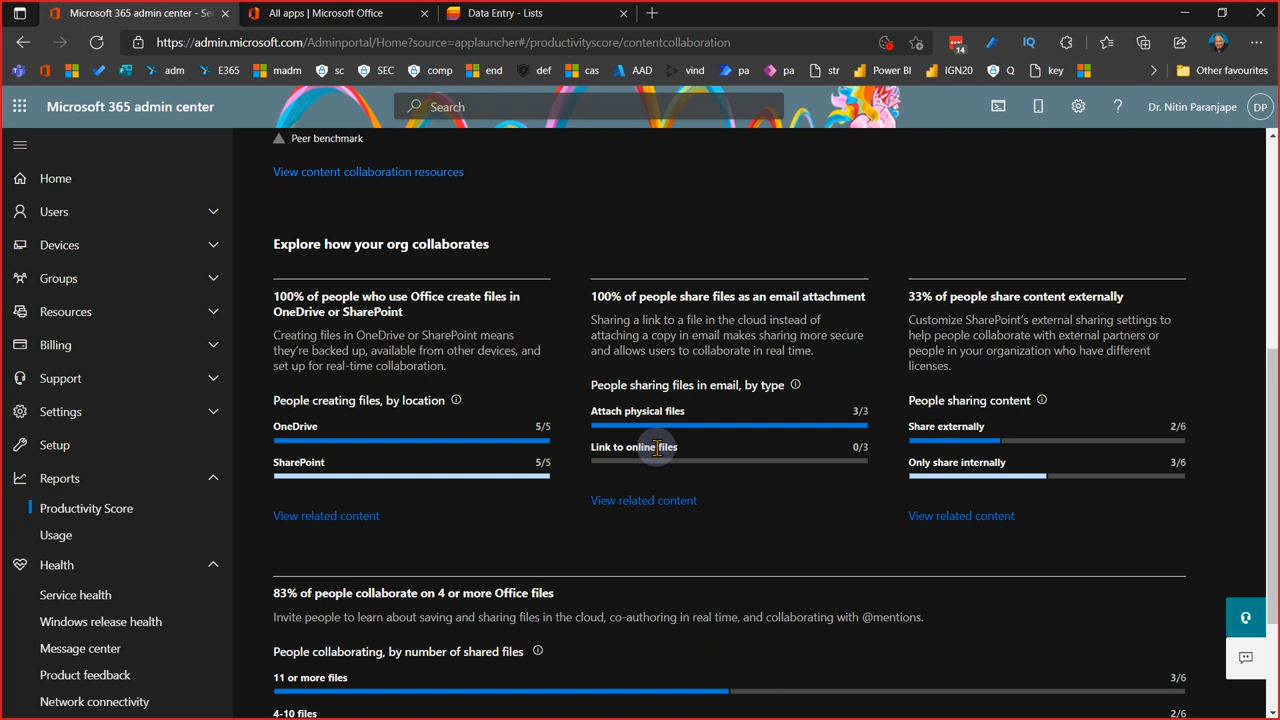 Microsoft 365 admin center - Se
All apps | Microsoft Office
Data Entry - Lists
https://admin.microsoft.com/Adminportal/Home?source=applauncher#/productivityscore/contentcollaboration
14
IQ
adm
E365
madm
sc
SEC
comp
end
def
cas
AAD
vind
pa
pa
str
Power BI
IGN20
Q
key
Other favourites
Microsoft 365 admin center
Search
Dr. Nitin Paranjape
DP
Home
Users
Devices
Groups
Resources
Billing
Support
Settings
Setup
Reports
Productivity Score
Usage
Health
Service health
Windows release health
Message center
Product feedback
Network connectivity
Peer benchmark
View content collaboration resources
Explore how your org collaborates
100% of people who use Office create files in
OneDrive or SharePoint
Creating files in OneDrive or SharePoint means
they're backed up, available from other devices, and
set up for real-time collaboration.
People creating files, by location
OneDrive 5/5
SharePoint 5/5
View related content
100% of people share files as an email attachment
Sharing a link to a file in the cloud instead of
attaching a copy in email makes sharing more secure
and allows users to collaborate in real time.
People sharing files in email, by type
Attach physical files 3/3
Link to online files 0/3
View related content
33% of people share content externally
Customize SharePoint's external sharing settings to
help people collaborate with external partners or
people in your organization who have different
licenses.
People sharing content
Share externally 2/6
Only share internally 3/6
View related content
83% of people collaborate on 4 or more Office files
Invite people to learn about saving and sharing files in the cloud, co-authoring in real time, and collaborating with @mentions.
People collaborating, by number of shared files
11 or more files 3/6
4-10 files 2/6